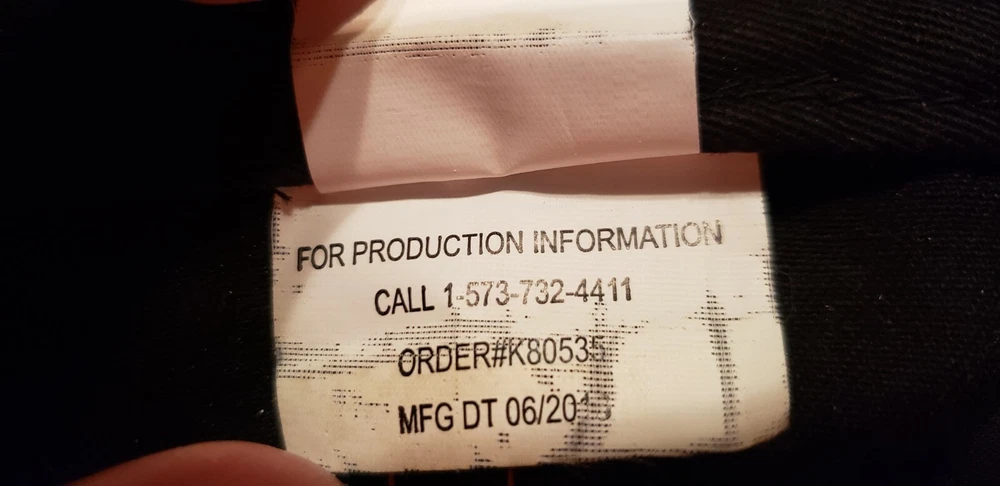 FOR PRODUCTION INFORMATION
CALL 1-573-732-4411
ORDER#K80535
MFG DT